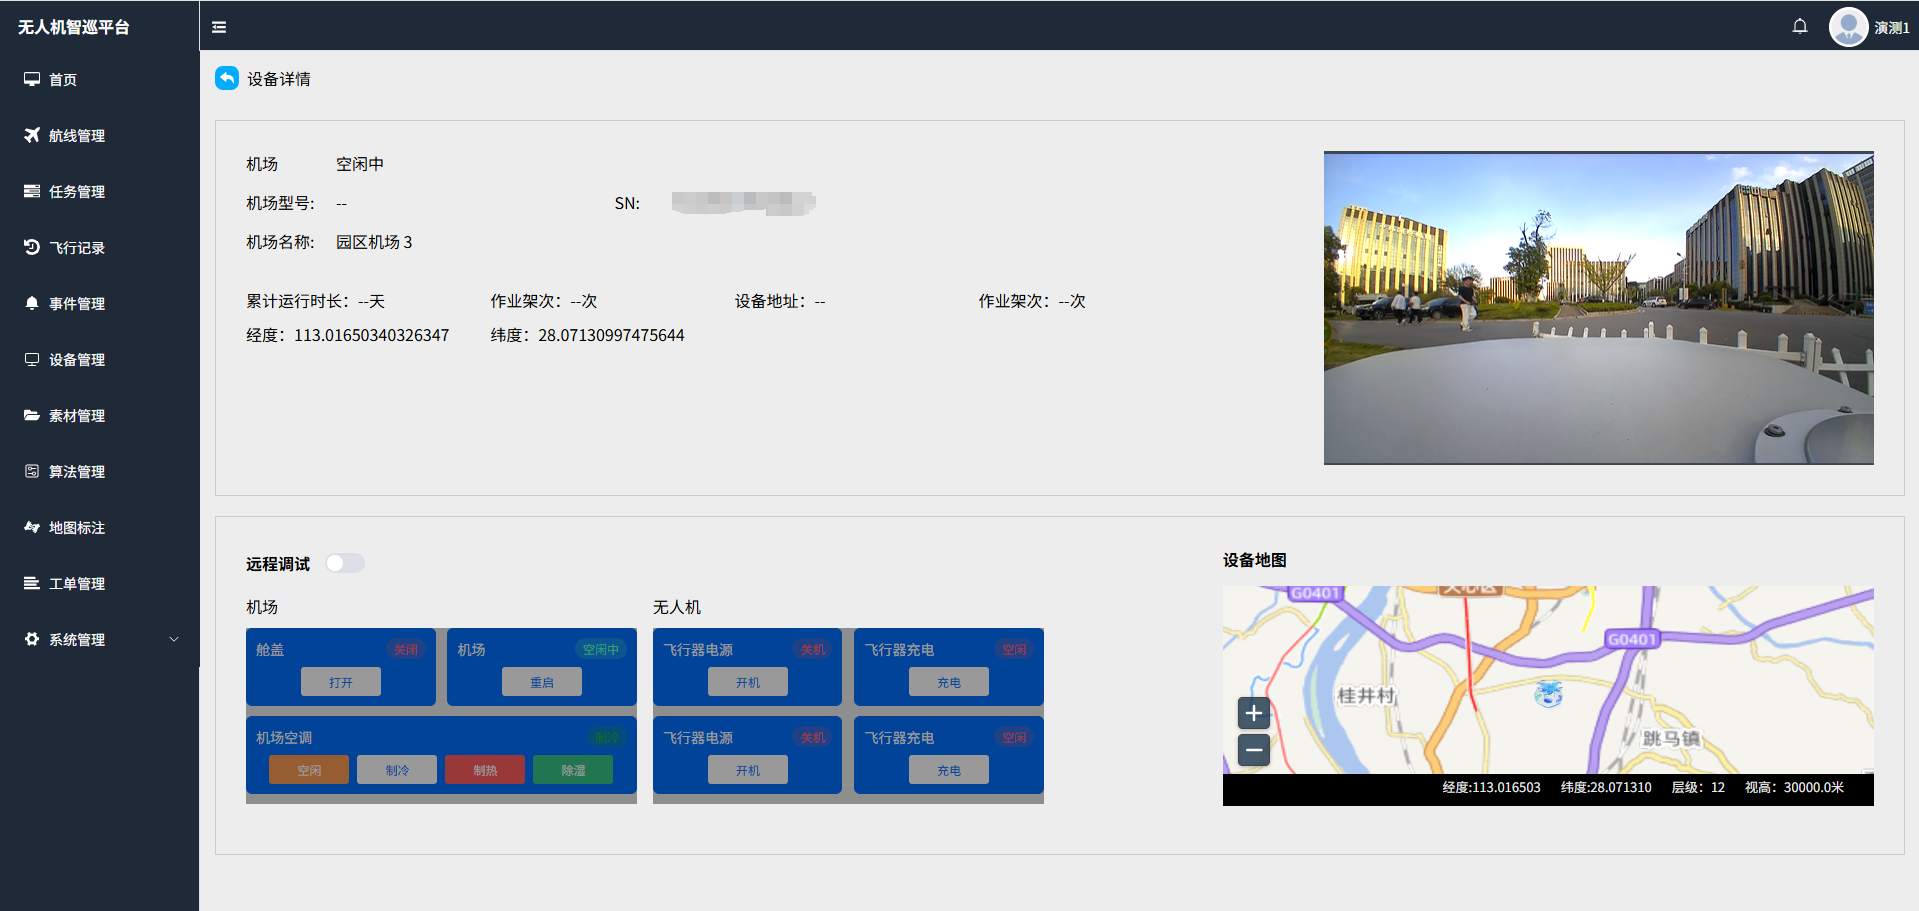 无人机智巡平台
演测1
首页
航线管理
任务管理
飞行记录
事件管理
设备管理
素材管理
算法管理
地图标注
工单管理
系统管理
设备详情
机场 空闲中
机场型号: -- SN:
机场名称: 园区机场 3
累计运行时长：--天 作业架次：--次 设备地址：-- 作业架次：--次
经度：113.01650340326347 纬度：28.07130997475644
远程调试
机场
舱盖 关闭
打开
机场 空闲中
重启
机场空调 制冷
空闲 制冷 制热 除湿
无人机
飞行器电源 关机
开机
飞行器充电 空闲
充电
飞行器电源 关机
开机
飞行器充电 空闲
充电
设备地图
G0401
G0401
桂井村
跳马镇
经度:113.016503 纬度:28.071310 层级：12 视高：30000.0米